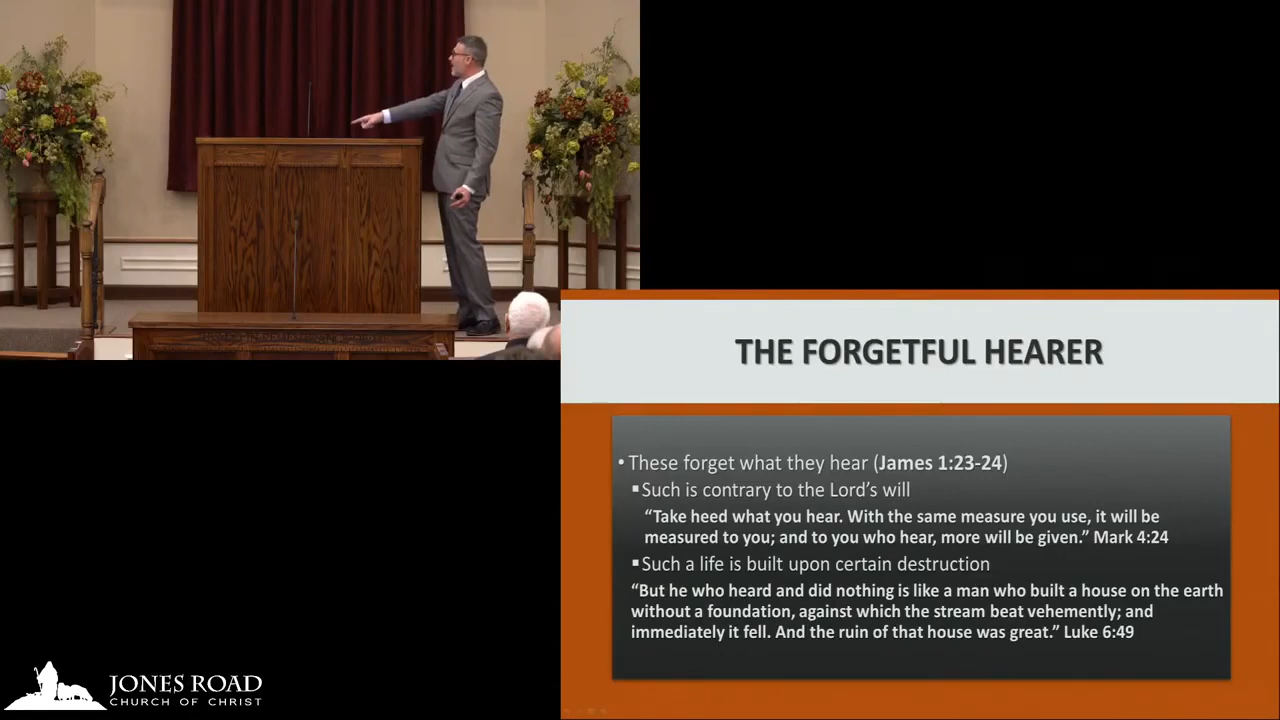 THE FORGETFUL HEARER
• These forget what they hear (James 1:23-24)
▪Such is contrary to the Lord's will
“Take heed what you hear. With the same measure you use, it will be
measured to you; and to you who hear, more will be given.” Mark 4:24
▪Such a life is built upon certain destruction
“But he who heard and did nothing is like a man who built a house on the earth
without a foundation, against which the stream beat vehemently; and
immediately it fell. And the ruin of that house was great.” Luke 6:49
JONES ROAD
CHURCH OF CHRIST